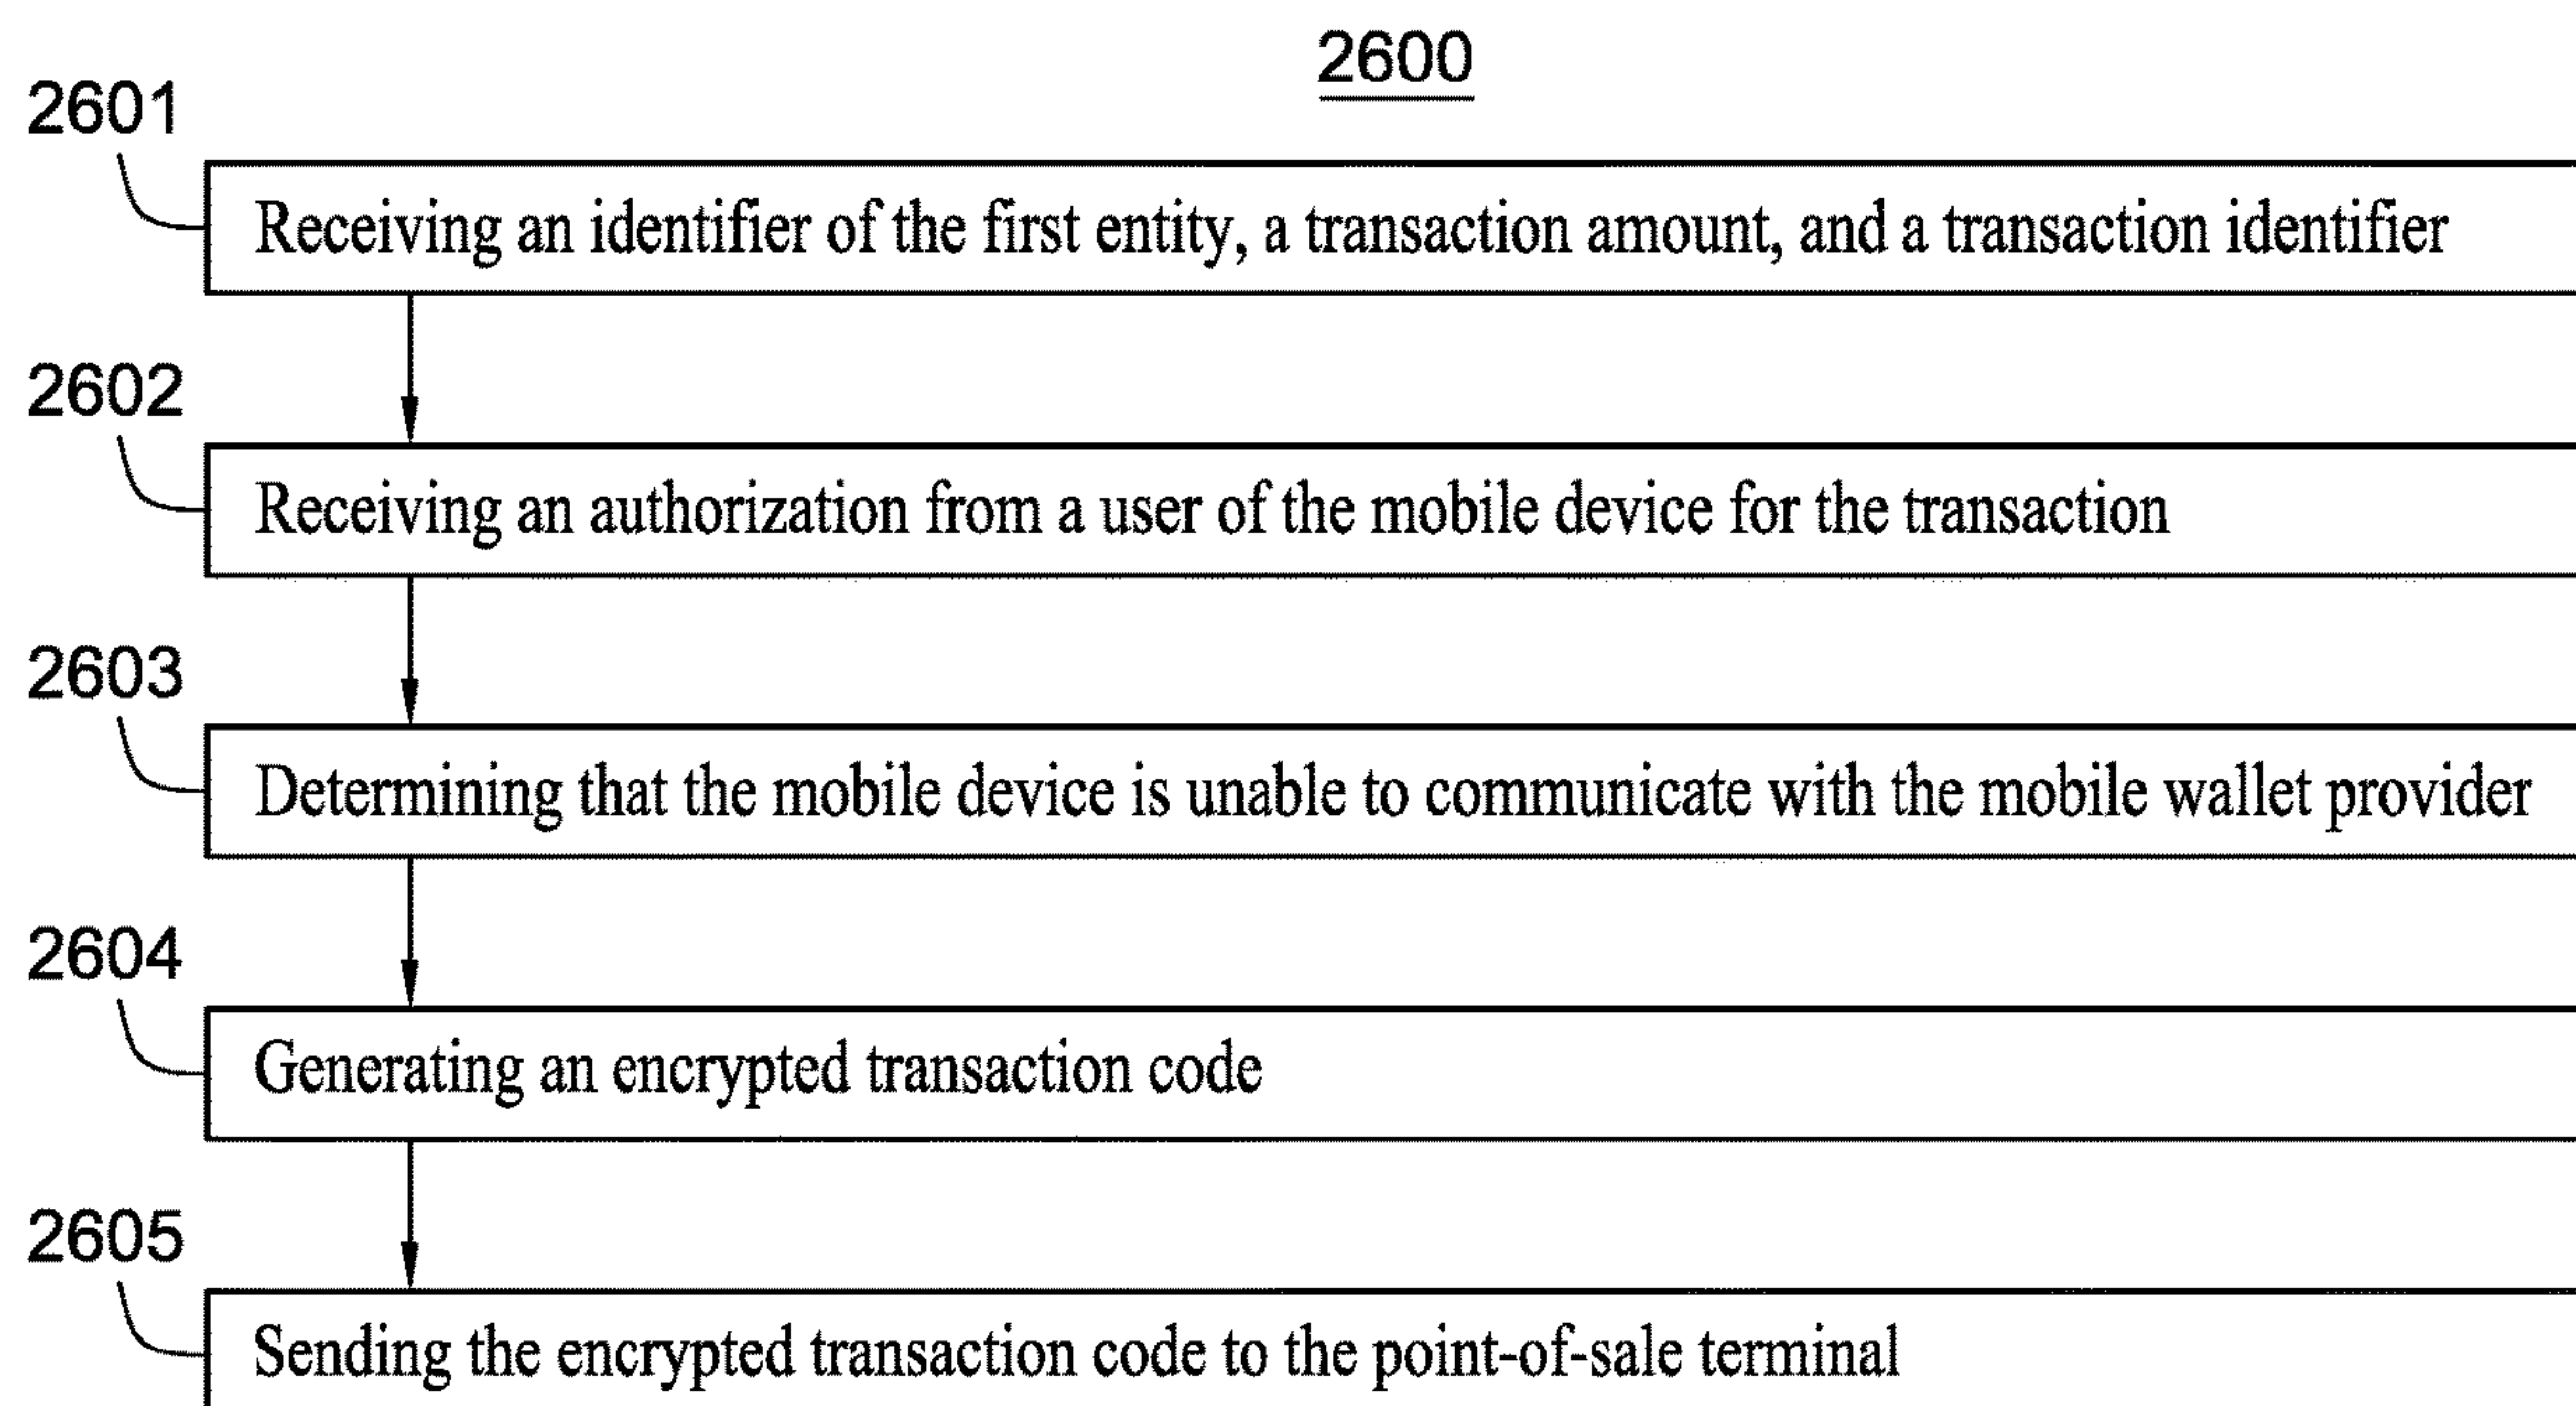 2600
2601
Receiving an identifier of the first entity, a transaction amount, and a transaction identifier
2602
Receiving an authorization from a user of the mobile device for the transaction
2603
Determining that the mobile device is unable to communicate with the mobile wallet provider
2604
Generating an encrypted transaction code
2605
Sending the encrypted transaction code to the point-of-sale terminal